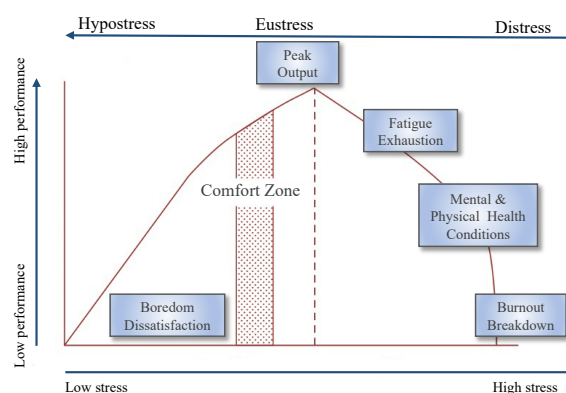 Hypostress
Eustress
Distress
Peak
Output
High performance
Fatigue
Exhaustion
Comfort Zone
Mental &
Physical Health
Conditions
Low performance
Boredom
Dissatisfaction
Burnout
Breakdown
Low stress
High stress